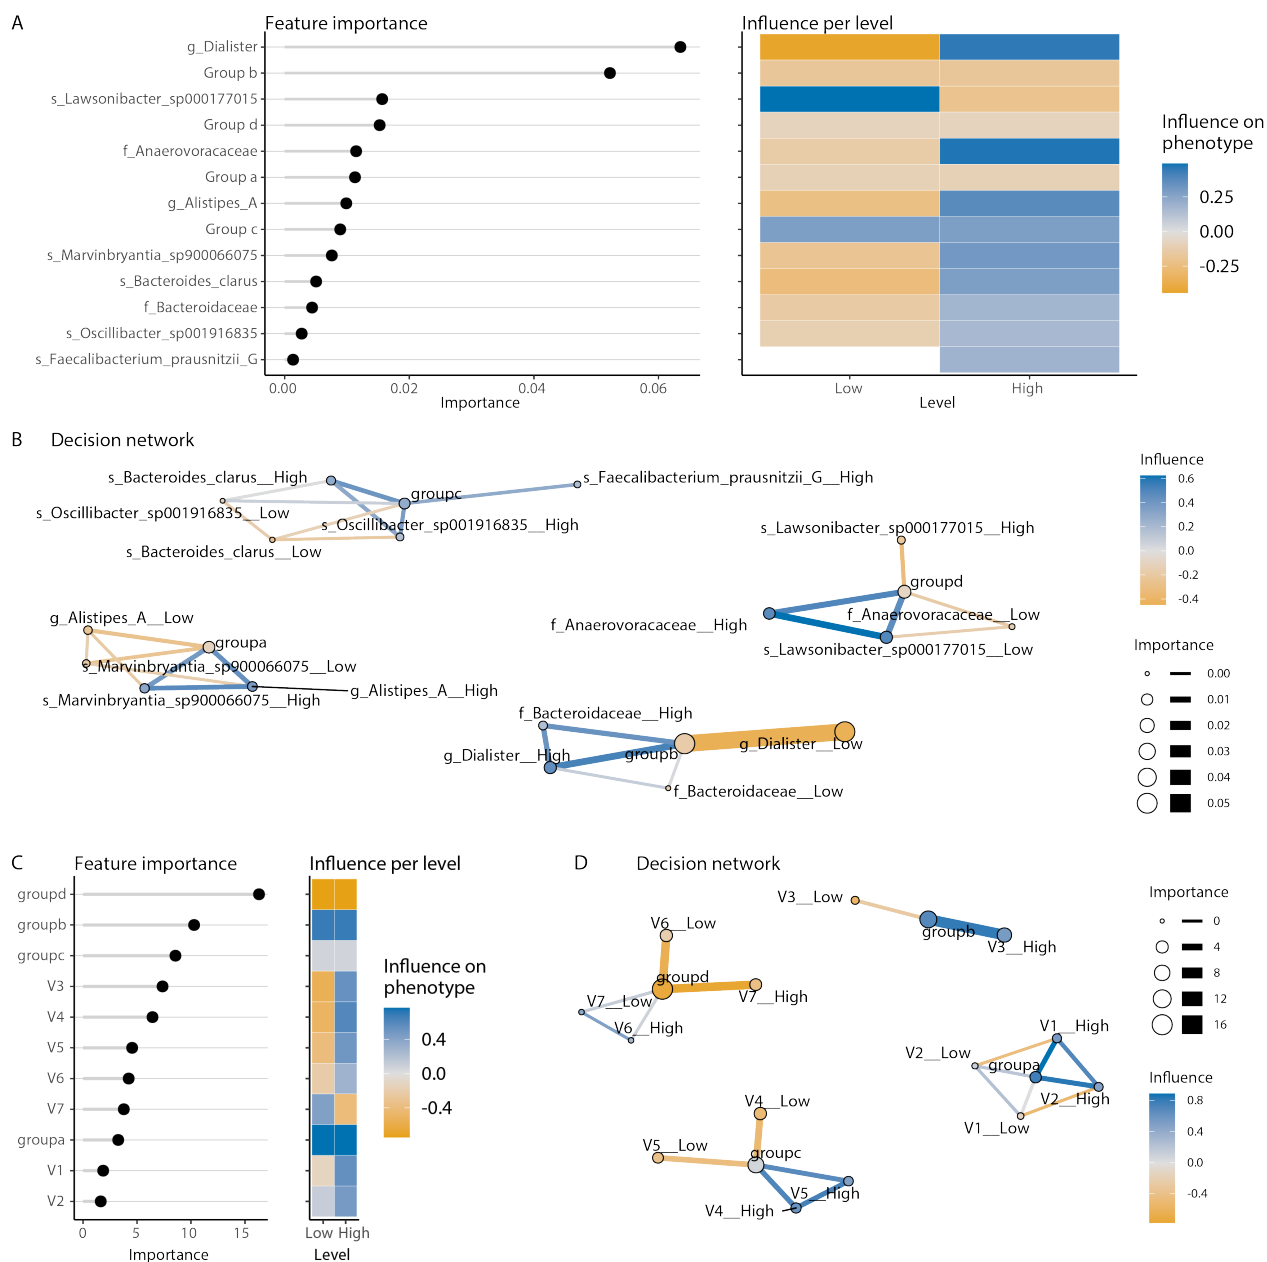 A
Feature importance
Influence per level
g_Dialister
Group b
s_Lawsonibacter_sp000177015
Group d
f_Anaerovoracaceae
Group a
g_Alistipes_A
Group c
s_Marvinbryantia_sp900066075
s_Bacteroides_clarus
f_Bacteroidaceae
s_Oscillibacter_sp001916835
s_Faecalibacterium_prausnitzii_G
0.00 0.02 0.04 0.06
Importance
Low High
Level
Influence on
phenotype
0.25
0.00
-0.25
B
Decision network
s_Bacteroides_clarus__High
groupc
s_Faecalibacterium_prausnitzii_G__High
s_Oscillibacter_sp001916835__Low
s_Oscillibacter_sp001916835__High
s_Bacteroides_clarus__Low
s_Lawsonibacter_sp000177015__High
groupd
f_Anaerovoracaceae__Low
f_Anaerovoracaceae__High
s_Lawsonibacter_sp000177015__Low
g_Alistipes_A__Low
groupa
s_Marvinbryantia_sp900066075__Low
g_Alistipes_A__High
s_Marvinbryantia_sp900066075__High
f_Bacteroidaceae__High
g_Dialister__Low
g_Dialister__High
groupb
f_Bacteroidaceae__Low
Influence
0.6
0.4
0.2
0.0
-0.2
-0.4
Importance
0.00
0.01
0.02
0.03
0.04
0.05
C
Feature importance
Influence per level
groupd
groupb
groupc
V3
V4
V5
V6
V7
groupa
V1
V2
0 5 10 15
Importance
Low High
Level
Influence on
phenotype
0.4
0.0
-0.4
D
Decision network
V3__Low
groupb
V3__High
V6__Low
groupd
V7__Low
V7__High
V6__High
V1__High
V2__Low
groupa
V2__High
V1__Low
V4__Low
V5__Low
groupc
V5__High
V4__High
Importance
0
4
8
12
16
Influence
0.8
0.4
0.0
-0.4